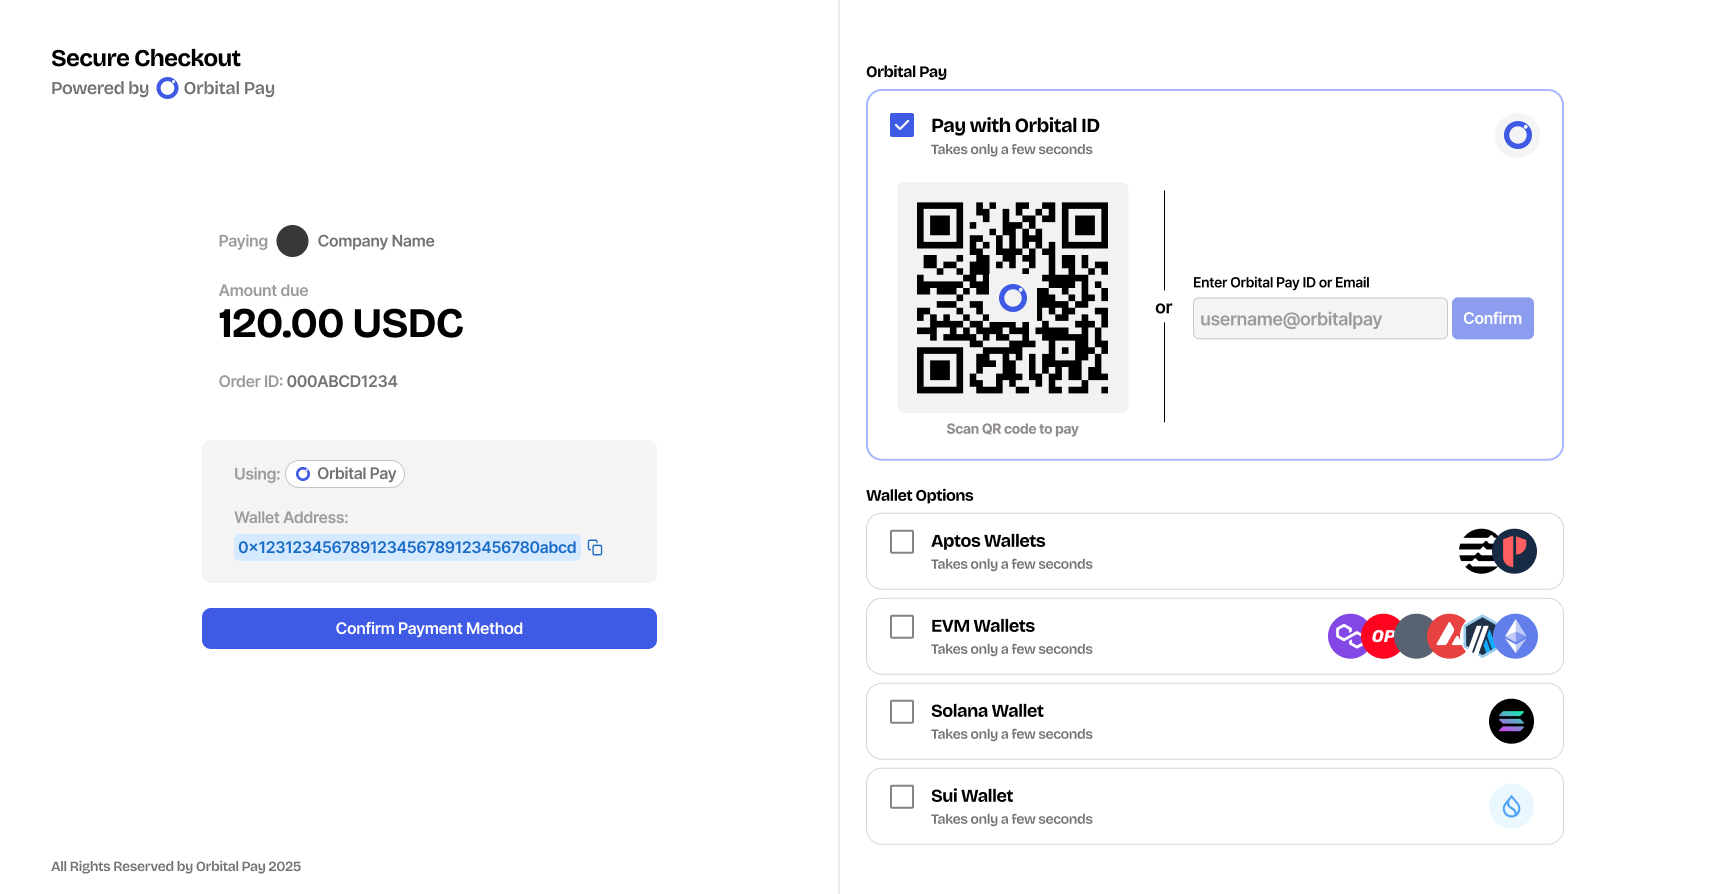 Secure Checkout
Powered by Orbital Pay
Paying Company Name
Amount due
120.00 USDC
Order ID: 000ABCD1234
Using: Orbital Pay
Wallet Address:
0x123123456789123456789123456780abcd
Confirm Payment Method
All Rights Reserved by Orbital Pay 2025
Orbital Pay
Pay with Orbital ID
Takes only a few seconds
Scan QR code to pay
or
Enter Orbital Pay ID or Email
username@orbitalpay
Confirm
Wallet Options
Aptos Wallets
Takes only a few seconds
EVM Wallets
Takes only a few seconds
OP
Solana Wallet
Takes only a few seconds
Sui Wallet
Takes only a few seconds